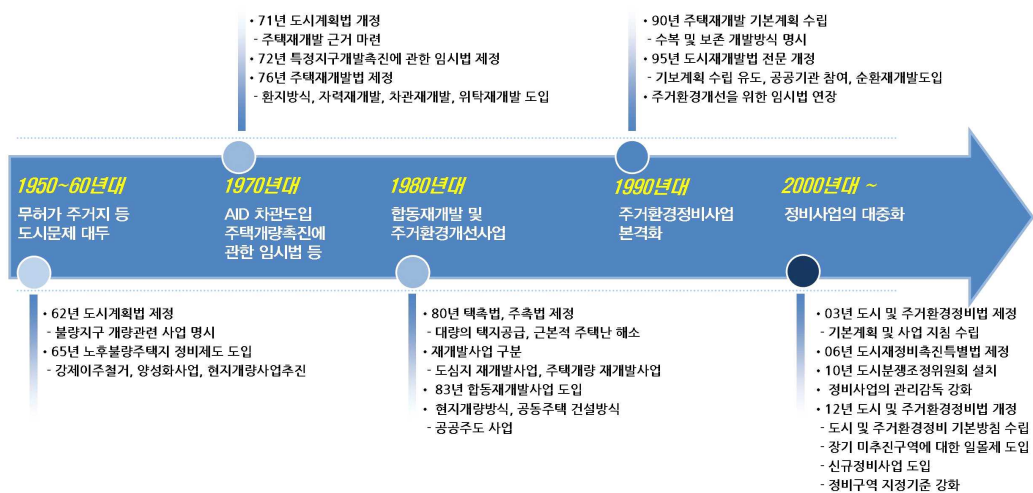 • 71년 도시계획법 개정
- 주택재개발 근거 마련
• 72년 특정지구개발촉진에 관한 임시법 제정
• 76년 주택재개발법 제정
- 환지방식, 자력재개발, 차관재개발, 위탁재개발 도입
• 90년 주택재개발 기본계획 수립
- 수복 및 보존 개발방식 명시
• 95년 도시재개발법 전문 개정
- 기보계획 수립 유도, 공공기관 참여, 순환재개발도입
• 주거환경개선을 위한 임시법 연장
1950~60년대
무허가 주거지 등
도시문제 대두
1970년대
AID 차관도입
주택개량촉진에
관한 임시법 등
1980년대
합동재개발 및
주거환경개선사업
1990년대
주거환경정비사업
본격화
2000년대 ~
정비사업의 대중화
• 62년 도시계획법 제정
- 불량지구 개량관련 사업 명시
• 65년 노후불량주택지 정비제도 도입
- 강제이주철거, 양성화사업, 현지개량사업추진
• 80년 택촉법, 주촉법 제정
- 대량의 택지공급, 근본적 주택난 해소
• 재개발사업 구분
- 도심지 재개발사업, 주택개량 재개발사업
• 83년 합동재개발사업 도입
• 현지개량방식, 공동주택 건설방식
- 공공주도 사업
• 03년 도시 및 주거환경정비법 제정
- 기본계획 및 사업 지침 수립
• 06년 도시재정비촉진특별법 제정
• 10년 도시분쟁조정위원회 설치
• 정비사업의 관리감독 강화
• 12년 도시 및 주거환경정비법 개정
- 도시 및 주거환경정비 기본방침 수립
- 장기 미추진구역에 대한 일몰제 도입
- 신규정비사업 도입
- 정비구역 지정기준 강화